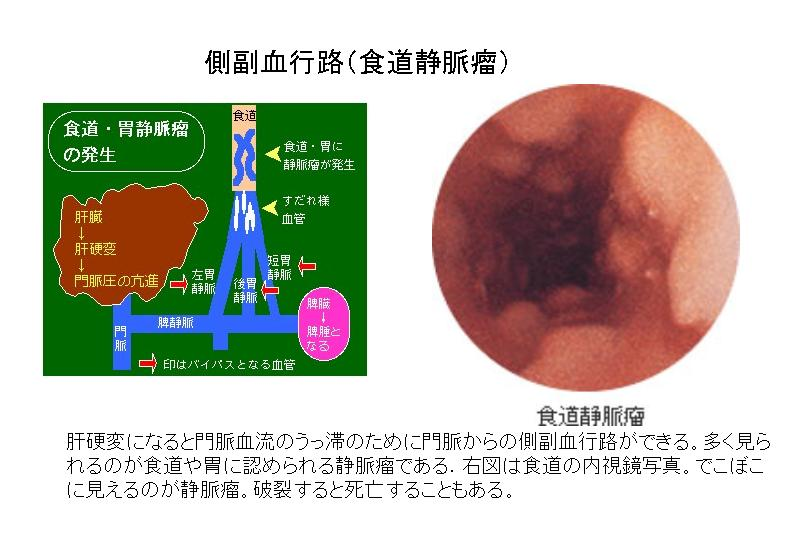 側副血行路（食道静脈瘤）
食道・胃静脈瘤
の発生
食道
食道・胃に
静脈瘤が発生
すだれ様
血管
肝臓
↓
肝硬変
↓
門脈圧の亢進
左胃
静脈
後胃
静脈
短胃
静脈
脾臓
↓
脾腫と
なる
門
脈
脾静脈
印はバイパスとなる血管
食道静脈瘤
肝硬変になると門脈血流のうっ滞のために門脈からの側副血行路ができる。多く見ら
れるのが食道や胃に認められる静脈瘤である．右図は食道の内視鏡写真。でこぼこ
に見えるのが静脈瘤。破裂すると死亡することもある。